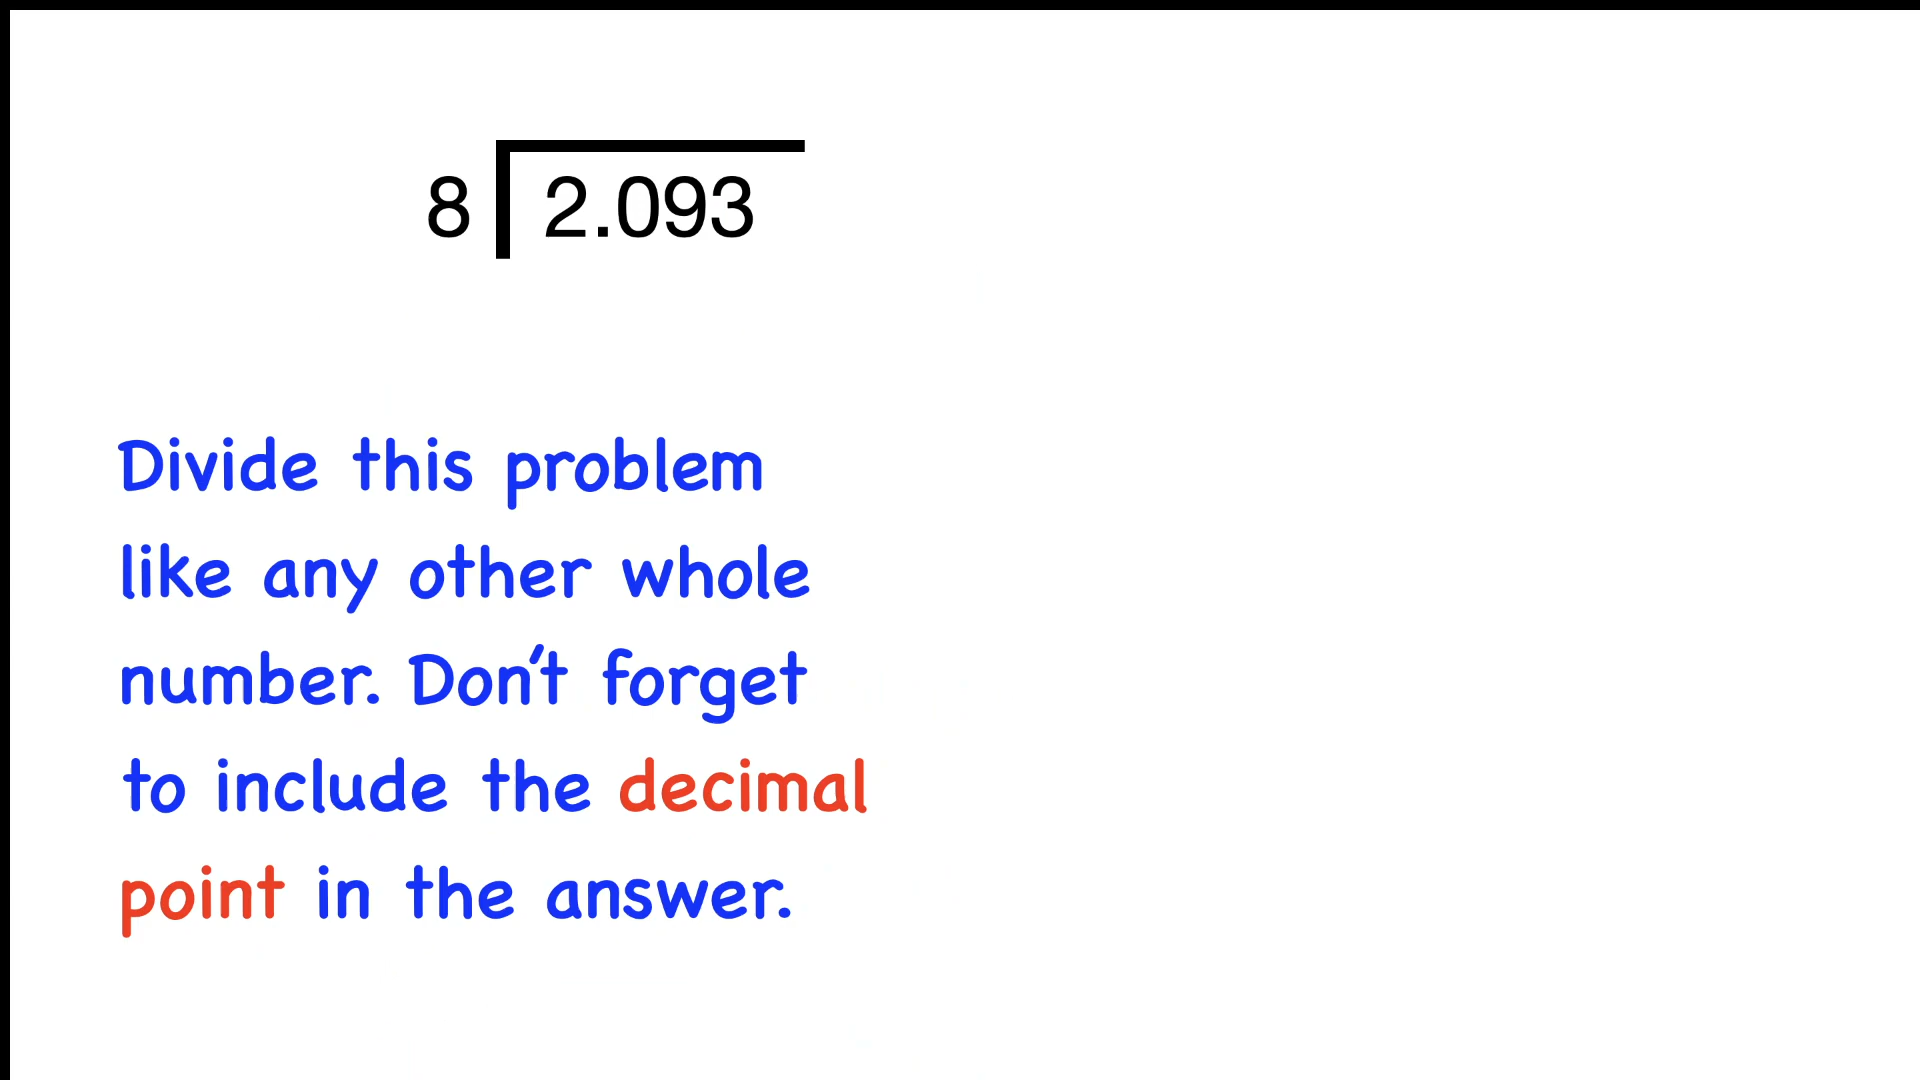 8 2.093
Divide this problem
like any other whole
number. Don't forget
to include the decimal
point in the answer.